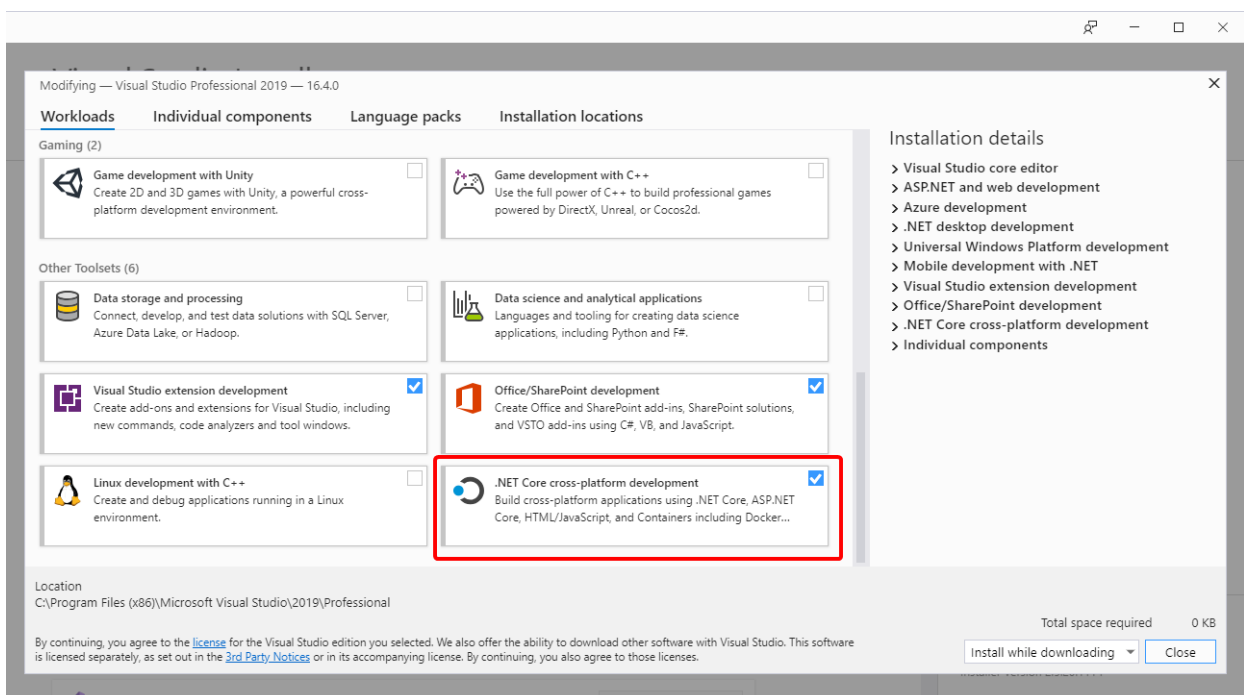 Modifying — Visual Studio Professional 2019 — 16.4.0
Workloads Individual components Language packs Installation locations
Gaming (2)
Game development with Unity
Create 2D and 3D games with Unity, a powerful cross-
platform development environment.
Game development with C++
Use the full power of C++ to build professional games
powered by DirectX, Unreal, or Cocos2d.
Other Toolsets (6)
Data storage and processing
Connect, develop, and test data solutions with SQL Server,
Azure Data Lake, or Hadoop.
Data science and analytical applications
Languages and tooling for creating data science
applications, including Python and F#.
Visual Studio extension development
Create add-ons and extensions for Visual Studio, including
new commands, code analyzers and tool windows.
Office/SharePoint development
Create Office and SharePoint add-ins, SharePoint solutions,
and VSTO add-ins using C#, VB, and JavaScript.
Linux development with C++
Create and debug applications running in a Linux
environment.
.NET Core cross-platform development
Build cross-platform applications using .NET Core, ASP.NET
Core, HTML/JavaScript, and Containers including Docker...
Installation details
Visual Studio core editor
ASP.NET and web development
Azure development
.NET desktop development
Universal Windows Platform development
Mobile development with .NET
Visual Studio extension development
Office/SharePoint development
.NET Core cross-platform development
Individual components
Location
C:\Program Files (x86)\Microsoft Visual Studio\2019\Professional
By continuing, you agree to the license for the Visual Studio edition you selected. We also offer the ability to download other software with Visual Studio. This software
is licensed separately, as set out in the 3rd Party Notices or in its accompanying license. By continuing, you also agree to those licenses.
Total space required 0 KB
Install while downloading Close